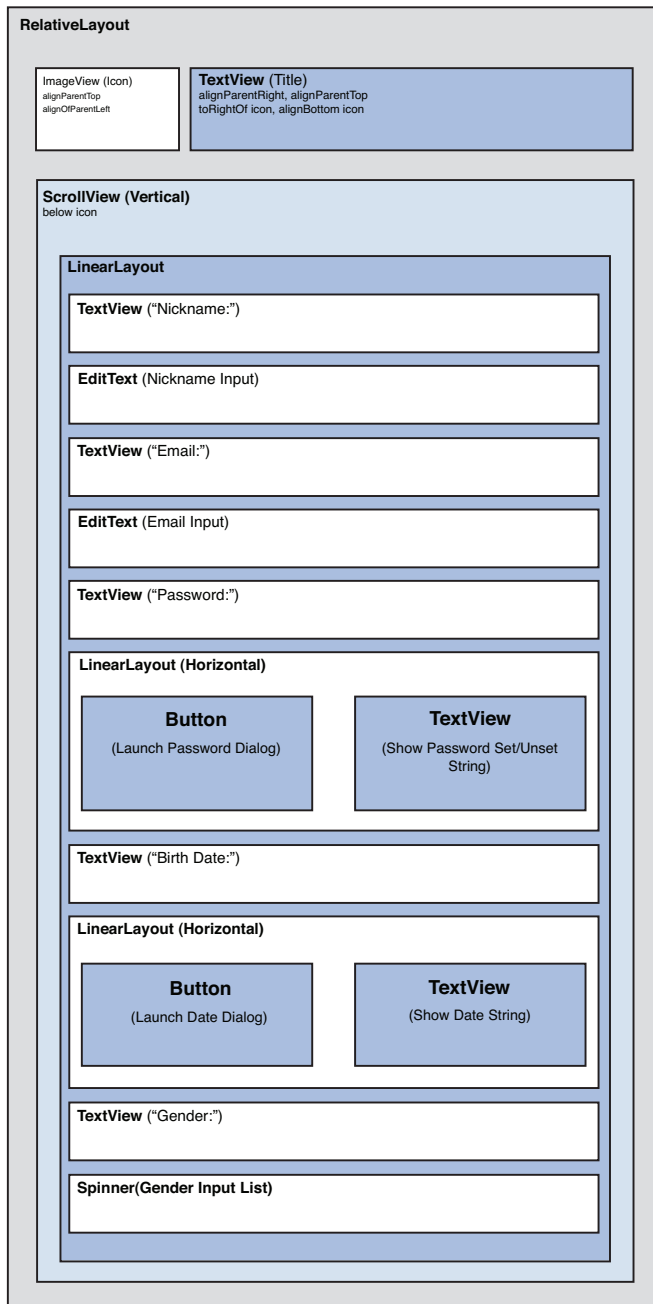 RelativeLayout
ImageView (Icon)
alignParentTop
alignOfParentLeft
TextView (Title)
alignParentRight, alignParentTop
toRightOf icon, alignBottom icon
ScrollView (Vertical)
below icon
LinearLayout
TextView (“Nickname:”)
EditText (Nickname Input)
TextView (“Email:”)
EditText (Email Input)
TextView (“Password:”)
LinearLayout (Horizontal)
Button
(Launch Password Dialog)
TextView
(Show Password Set/Unset
String)
TextView (“Birth Date:”)
LinearLayout (Horizontal)
Button
(Launch Date Dialog)
TextView
(Show Date String)
TextView (“Gender:”)
Spinner(Gender Input List)